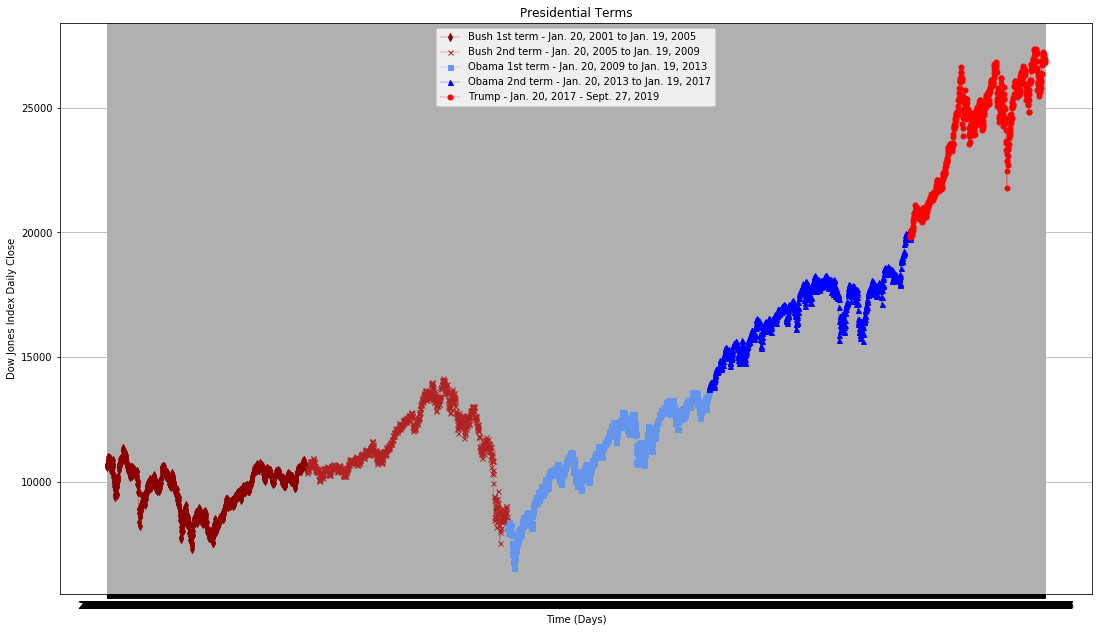 Presidential Terms
Bush 1st term - Jan. 20, 2001 to Jan. 19, 2005
Bush 2nd term - Jan. 20, 2005 to Jan. 19, 2009
Obama 1st term - Jan. 20, 2009 to Jan. 19, 2013
Obama 2nd term - Jan. 20, 2013 to Jan. 19, 2017
Trump - Jan. 20, 2017 - Sept. 27, 2019
Dow Jones Index Daily Close
25000
20000
15000
10000
Time (Days)